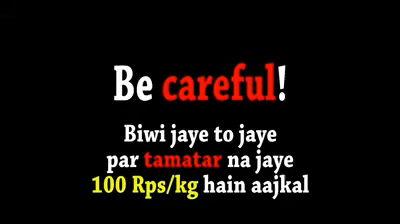 Be careful!
Biwi jaye to jaye
par tamatar na jaye
100 Rps/kg hain aajkal